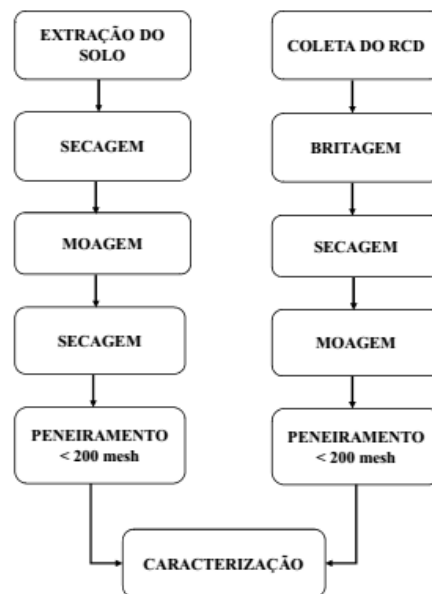 EXTRAÇÃO DO
SOLO
SECAGEM
MOAGEM
SECAGEM
PENEIRAMENTO
< 200 mesh
COLETA DO RCD
BRITAGEM
SECAGEM
MOAGEM
PENEIRAMENTO
< 200 mesh
CARACTERIZAÇÃO